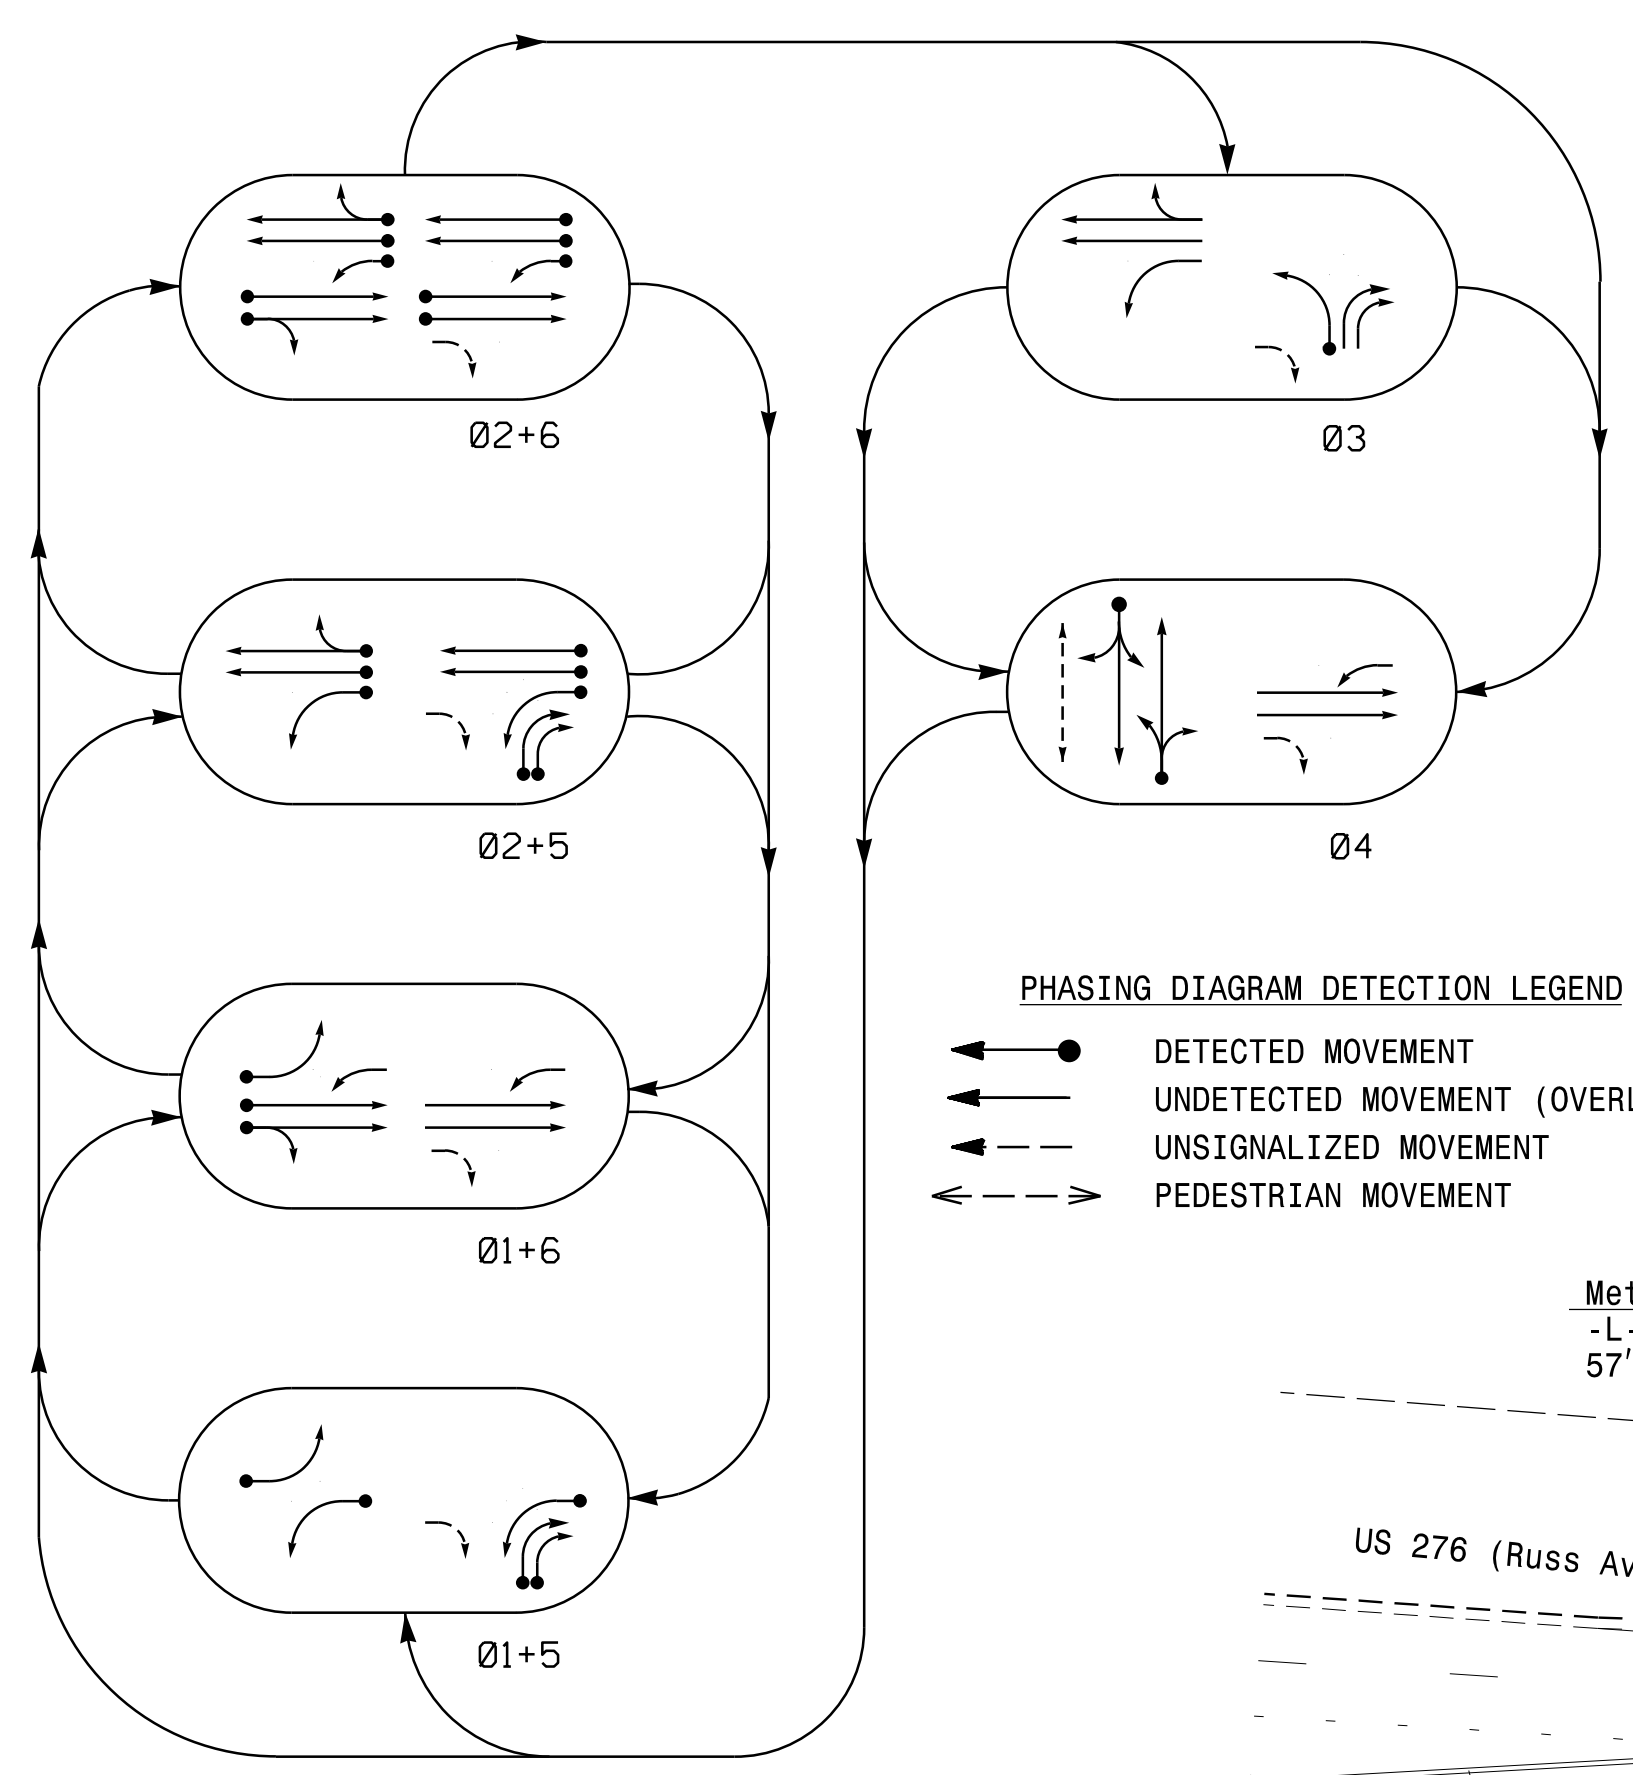 Ø2+6
Ø3
Ø2+5
Ø4
PHASING DIAGRAM DETECTION LEGEND
DETECTED MOVEMENT
UNDETECTED MOVEMENT (OVERL
UNSIGNALIZED MOVEMENT
PEDESTRIAN MOVEMENT
Ø1+6
Met
-L-
57'
US 276 (Russ Av
Ø1+5